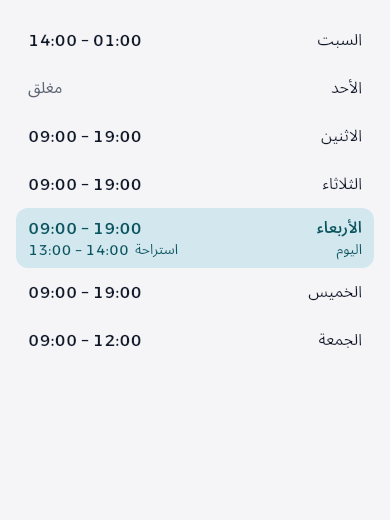 السبت 14:00 – 01:00
الأحد مغلق
الاثنين 09:00 – 19:00
الثلاثاء 09:00 – 19:00
الأربعاء 09:00 – 19:00
اليوم استراحة 13:00 – 14:00
الخميس 09:00 – 19:00
الجمعة 09:00 – 12:00